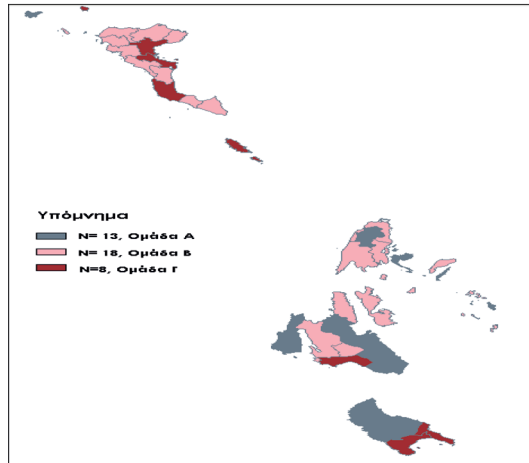 Υπόμνημα
N= 13, Ομάδα Α
N= 18, Ομάδα Β
N=8, Ομάδα Γ